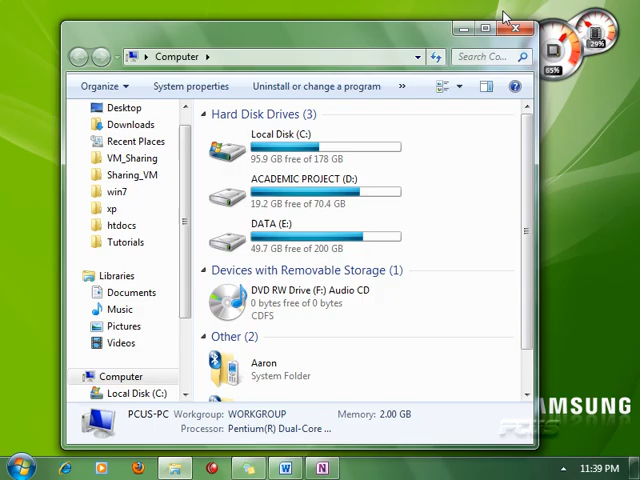 Computer
Search Co...
Organize
System properties
Uninstall or change a program
»
Desktop
Downloads
Recent Places
VM_Sharing
Sharing_VM
win7
xp
htdocs
Tutorials
Libraries
Documents
Music
Pictures
Videos
Computer
Local Disk (C:)
Hard Disk Drives (3)
Local Disk (C:)
95.9 GB free of 178 GB
ACADEMIC PROJECT (D:)
19.2 GB free of 70.4 GB
DATA (E:)
49.7 GB free of 200 GB
Devices with Removable Storage (1)
DVD RW Drive (F:) Audio CD
0 bytes free of 0 bytes
CDFS
Other (2)
Aaron
System Folder
PCUS-PC
Workgroup: WORKGROUP
Memory: 2.00 GB
Processor: Pentium(R) Dual-Core ...
65%
29%
AMSUNG
11:39 PM